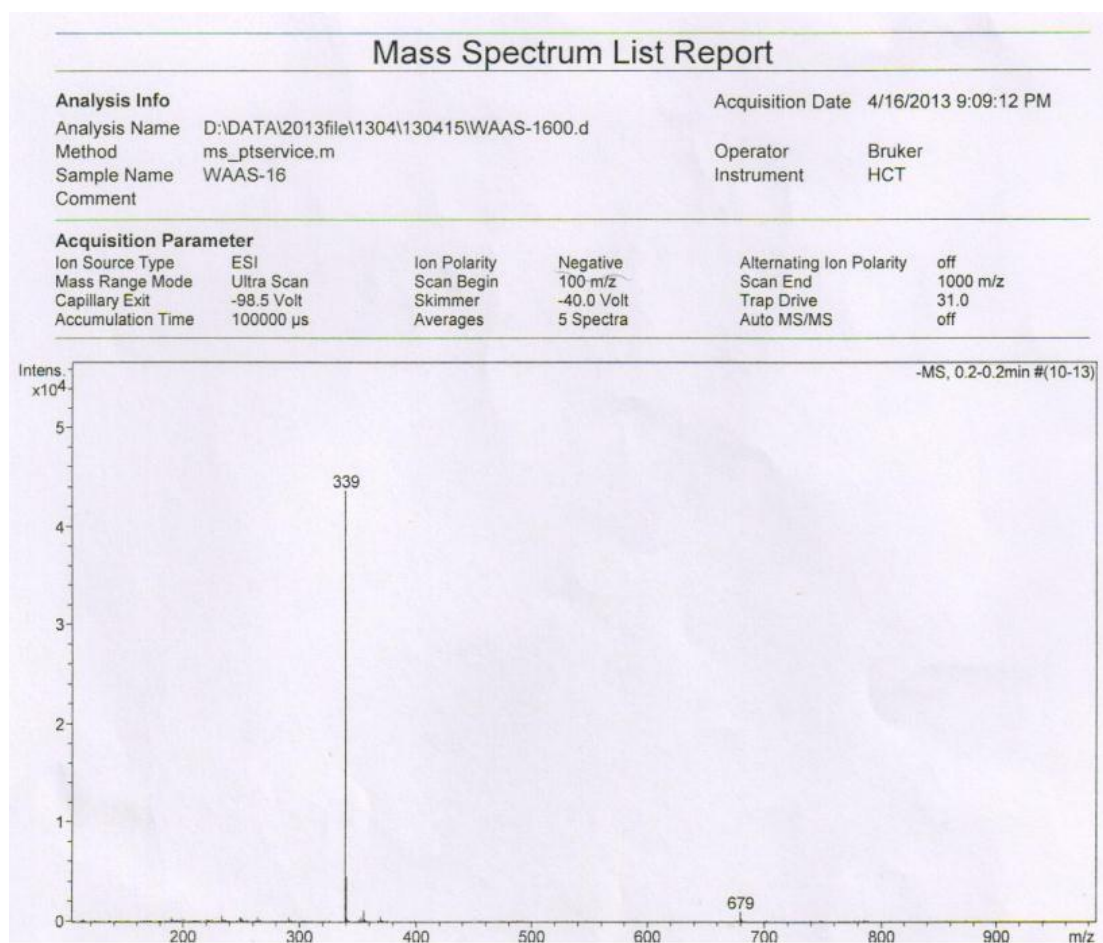 Mass Spectrum List Report
Analysis Info
Acquisition Date 4/16/2013 9:09:12 PM
Analysis Name D:\DATA\2013file\1304\130415\WAAS-1600.d
Method ms_ptservice.m Operator Bruker
Sample Name WAAS-16 Instrument HCT
Comment
Acquisition Parameter
Ion Source Type ESI Ion Polarity Negative Alternating Ion Polarity off
Mass Range Mode Ultra Scan Scan Begin 100 m/z Scan End 1000 m/z
Capillary Exit -98.5 Volt Skimmer -40.0 Volt Trap Drive 31.0
Accumulation Time 100000 µs Averages 5 Spectra Auto MS/MS off
Intens.
x10⁴
-MS, 0.2-0.2min #(10-13)
5
339
4
3
2
1
679
0
200 300 400 500 600 700 800 900 m/z